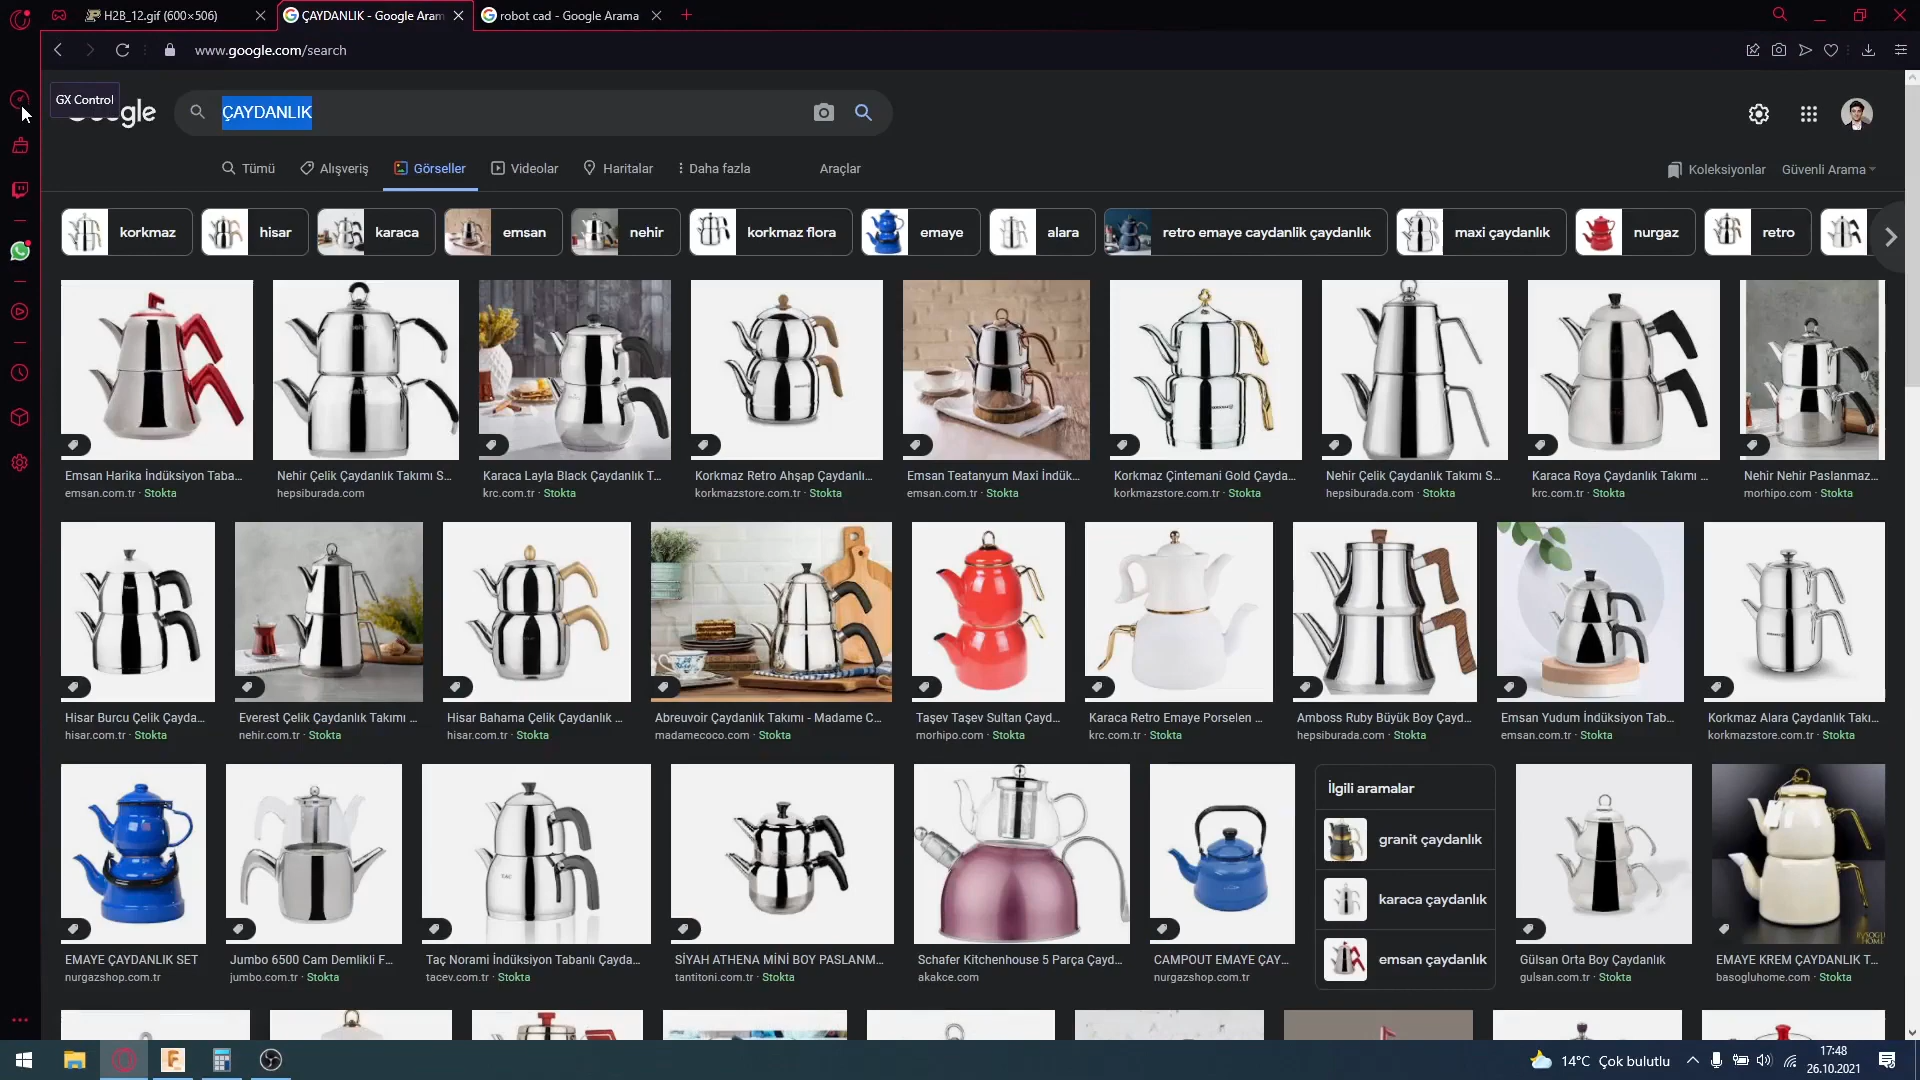 H2B_12.gif (600×506)
ÇAYDANLIK - Google Aram
robot cad - Google Arama
www.google.com/search
GX Control
Google
ÇAYDANLIK
Tümü
Alışveriş
Görseller
Videolar
Haritalar
Daha fazla
Araçlar
Koleksiyonlar
Güvenli Arama
korkmaz
hisar
karaca
emsan
nehir
korkmaz flora
emaye
alara
retro emaye caydanlik çaydanlık
maxi çaydanlık
nurgaz
retro
Emsan Harika İndüksiyon Taba...
emsan.com.tr · Stokta
Nehir Çelik Çaydanlık Takımı S...
hepsiburada.com
Karaca Layla Black Çaydanlık T...
krc.com.tr · Stokta
Korkmaz Retro Ahşap Çaydanlı...
korkmazstore.com.tr · Stokta
Emsan Teatanyum Maxi İndük...
emsan.com.tr · Stokta
Korkmaz Çintemani Gold Çayda...
korkmazstore.com.tr · Stokta
Nehir Çelik Çaydanlık Takımı S...
hepsiburada.com · Stokta
Karaca Roya Çaydanlık Takımı ...
krc.com.tr · Stokta
Nehir Nehir Paslanmaz...
morhipo.com · Stokta
Hisar Burcu Çelik Çayda...
hisar.com.tr · Stokta
Everest Çelik Çaydanlık Takımı ...
nehir.com.tr · Stokta
Hisar Bahama Çelik Çaydanlık ...
hisar.com.tr · Stokta
Abreuvoir Çaydanlık Takımı - Madame C...
madamecoco.com · Stokta
Taşev Taşev Sultan Çayd...
morhipo.com · Stokta
Karaca Retro Emaye Porselen ...
krc.com.tr · Stokta
Amboss Ruby Büyük Boy Çayd...
hepsiburada.com · Stokta
Emsan Yudum İndüksiyon Tab...
emsan.com.tr · Stokta
Korkmaz Alara Çaydanlık Takı...
korkmazstore.com.tr · Stokta
İlgili aramalar
granit çaydanlık
karaca çaydanlık
emsan çaydanlık
EMAYE ÇAYDANLIK SET
nurgazshop.com.tr
Jumbo 6500 Cam Demlikli F...
jumbo.com.tr · Stokta
Taç Norami İndüksiyon Tabanlı Çayda...
tacev.com.tr · Stokta
SİYAH ATHENA MİNİ BOY PASLANM...
tantitoni.com.tr · Stokta
Schafer Kitchenhouse 5 Parça Çayd...
akakce.com
CAMPOUT EMAYE ÇAY...
nurgazshop.com.tr
Gülsan Orta Boy Çaydanlık
gulsan.com.tr · Stokta
EMAYE KREM ÇAYDANLIK T...
basogluhome.com · Stokta
14°C Çok bulutlu
17:48
26.10.2021